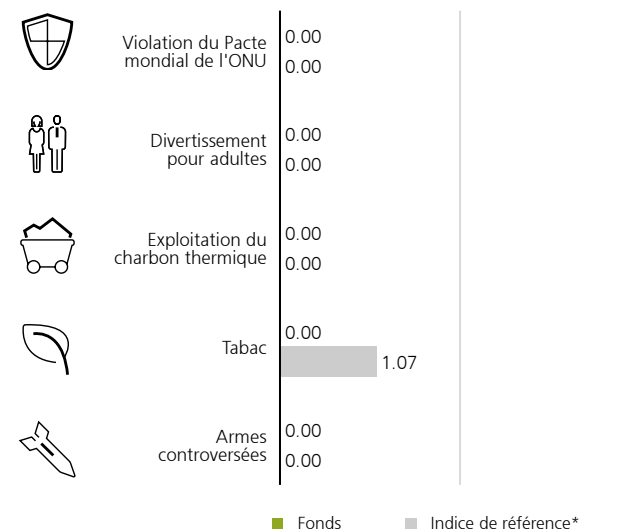 Violation du Pacte
mondial de l'ONU
0.00
0.00
Divertissement
pour adultes
0.00
0.00
Exploitation du
charbon thermique
0.00
0.00
Tabac
0.00
1.07
Armes
controversées
0.00
0.00
Fonds
Indice de référence*